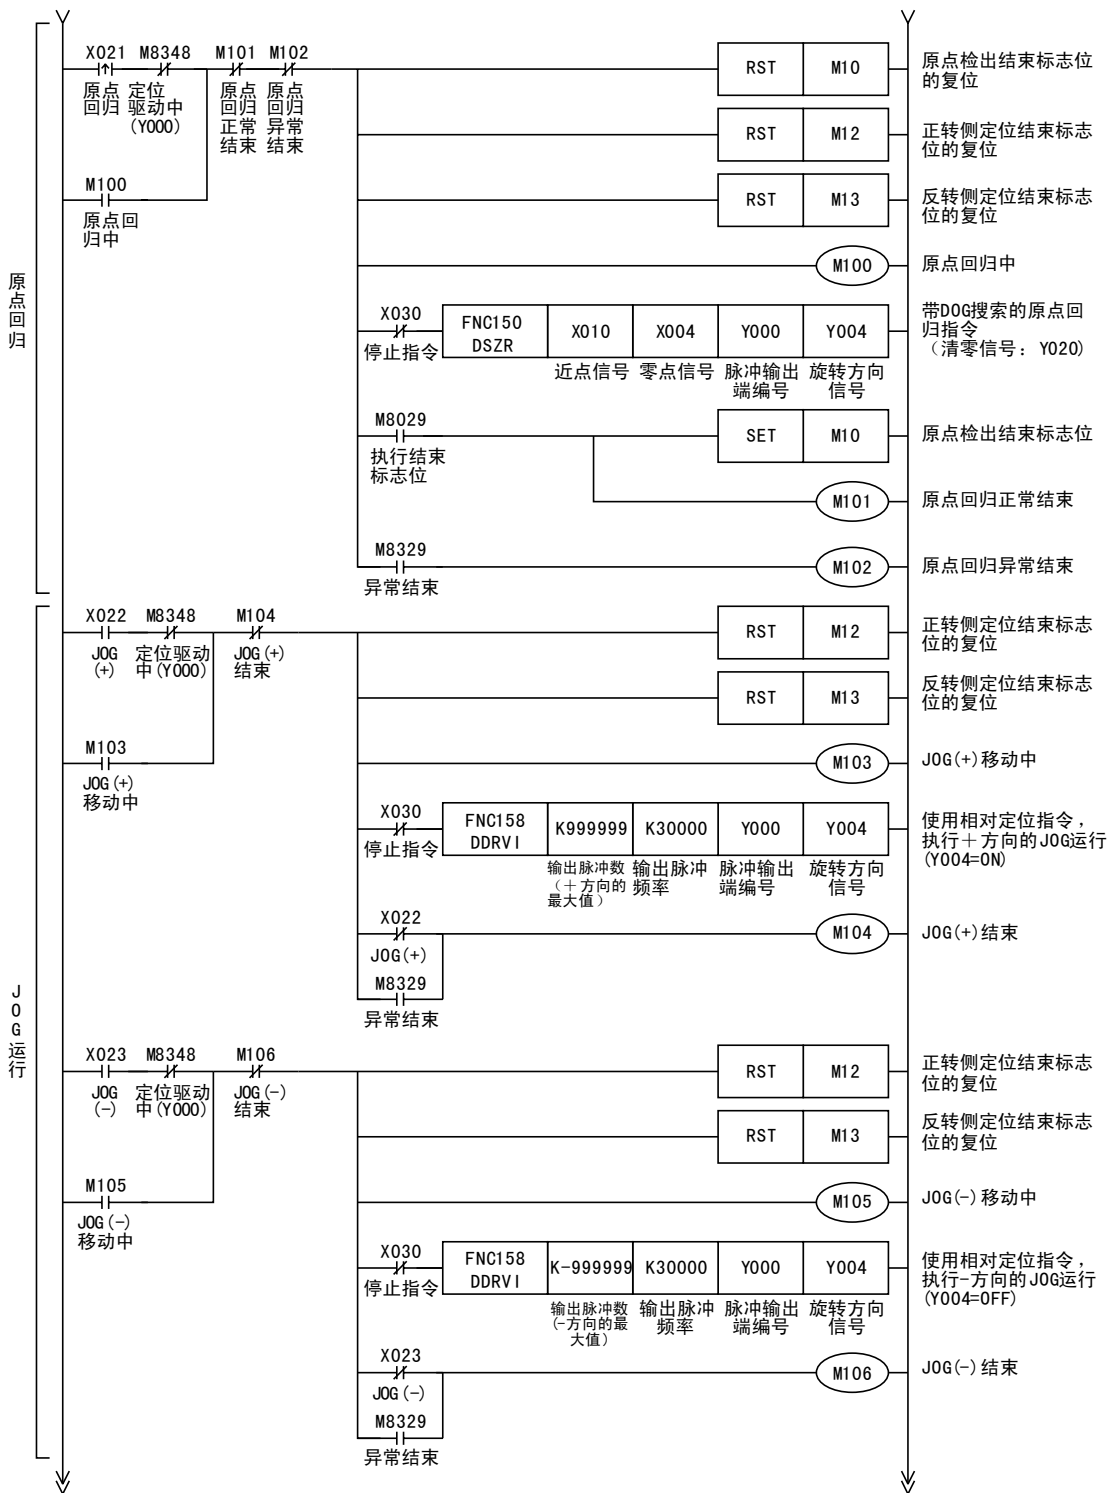 原点回归
X021 M8348 M101 M102
原点回归
定位驱动中(Y000)
原点回归正常结束
原点回归异常结束
RST M10
原点检出结束标志位
的复位
RST M12
正转侧定位结束标志
位的复位
M100
原点回
归中
RST M13
反转侧定位结束标志
位的复位
M100
原点回归中
X030
停止指令
FNC150
DSZR
X010 X004 Y000 Y004
近点信号 零点信号 脉冲输出端编号 旋转方向信号
带DOG搜索的原点回
归指令
(清零信号：Y020)
M8029
执行结束
标志位
SET M10
原点检出结束标志位
M101
原点回归正常结束
M8329
异常结束
M102
原点回归异常结束
JOG运行
X022 M8348 M104
JOG
(+)
定位驱动
中(Y000)
JOG(+)
结束
RST M12
正转侧定位结束标志
位的复位
RST M13
反转侧定位结束标志
位的复位
M103
JOG(+)
移动中
M103
JOG(+)移动中
X030
停止指令
FNC158
DDRVI
K999999 K30000 Y000 Y004
输出脉冲数
(＋方向的
最大值)
输出脉冲
频率
脉冲输出
端编号
旋转方向
信号
使用相对定位指令，
执行＋方向的JOG运行
(Y004=ON)
X022
JOG(+)
M104
JOG(+)结束
M8329
异常结束
X023 M8348 M106
JOG
(-)
定位驱动
中(Y000)
JOG(-)
结束
RST M12
正转侧定位结束标志
位的复位
RST M13
反转侧定位结束标志
位的复位
M105
JOG(-)
移动中
M105
JOG(-)移动中
X030
停止指令
FNC158
DDRVI
K-999999 K30000 Y000 Y004
输出脉冲数
(-方向的最
大值)
输出脉冲
频率
脉冲输出
端编号
旋转方向
信号
使用相对定位指令，
执行-方向的JOG运行
(Y004=OFF)
X023
JOG(-)
M106
JOG(-)结束
M8329
异常结束